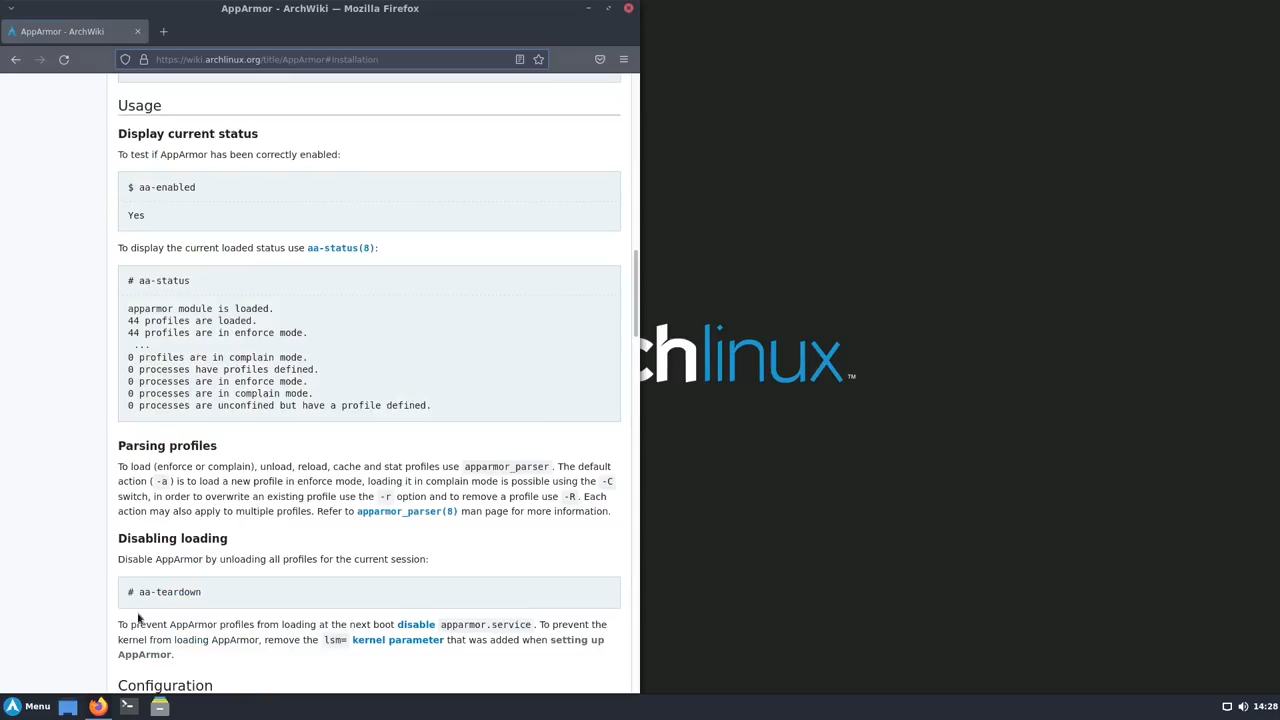 AppArmor - ArchWiki — Mozilla Firefox
AppArmor - ArchWiki
https://wiki.archlinux.org/title/AppArmor#Installation
Usage
Display current status
To test if AppArmor has been correctly enabled:
$ aa-enabled
Yes
To display the current loaded status use aa-status(8):
# aa-status
apparmor module is loaded.
44 profiles are loaded.
44 profiles are in enforce mode.
...
0 profiles are in complain mode.
0 processes have profiles defined.
0 processes are in enforce mode.
0 processes are in complain mode.
0 processes are unconfined but have a profile defined.
Parsing profiles
To load (enforce or complain), unload, reload, cache and stat profiles use apparmor_parser. The default
action (-a) is to load a new profile in enforce mode, loading it in complain mode is possible using the -C
switch, in order to overwrite an existing profile use the -r option and to remove a profile use -R. Each
action may also apply to multiple profiles. Refer to apparmor_parser(8) man page for more information.
Disabling loading
Disable AppArmor by unloading all profiles for the current session:
# aa-teardown
To prevent AppArmor profiles from loading at the next boot disable apparmor.service. To prevent the
kernel from loading AppArmor, remove the lsm= kernel parameter that was added when setting up
AppArmor.
Configuration
chlinux™
Menu
14:28